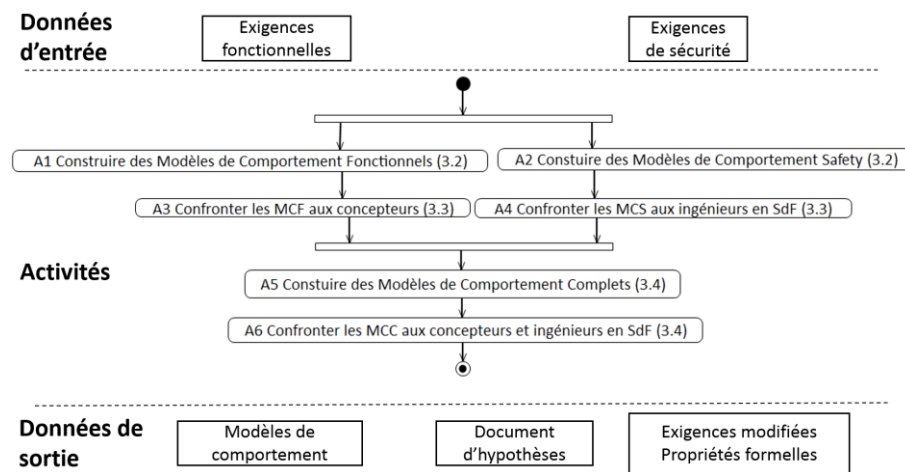 Données
d'entrée
Exigences
fonctionnelles
Exigences
de sécurité
A1 Construire des Modèles de Comportement Fonctionnels (3.2)
A2 Constuire des Modèles de Comportement Safety (3.2)
A3 Confronter les MCF aux concepteurs (3.3)
A4 Confronter les MCS aux ingénieurs en SdF (3.3)
Activités
A5 Constuire des Modèles de Comportement Complets (3.4)
A6 Confronter les MCC aux concepteurs et ingénieurs en SdF (3.4)
Données de
sortie
Modèles de
comportement
Document
d'hypothèses
Exigences modifiées
Propriétés formelles